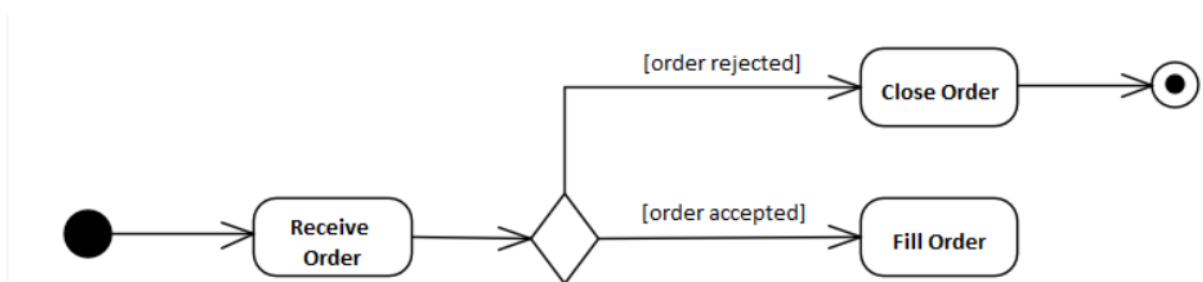 [order rejected]
Close Order
Receive
Order
[order accepted]
Fill Order